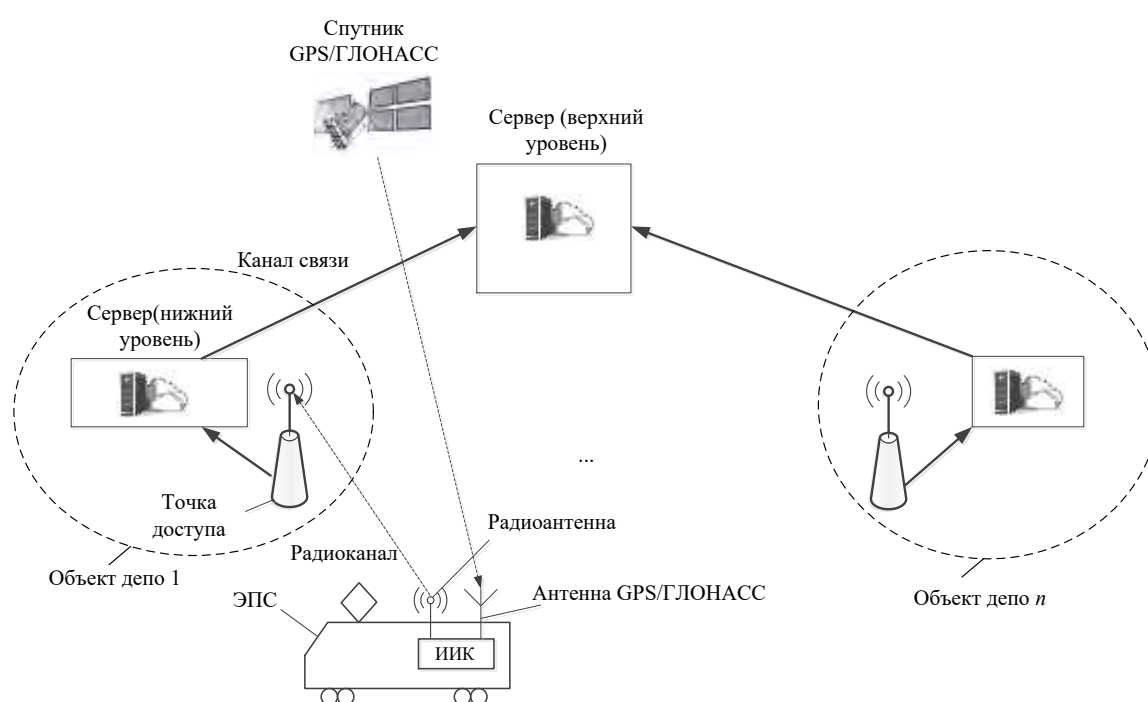 Спутник
GPS/ГЛОНАСС
Сервер (верхний
уровень)
Канал связи
Сервер(нижний
уровень)
...
Точка
доступа
Радиоантенна
Радиоканал
Объект депо 1
ЭПС
Антенна GPS/ГЛОНАСС
Объект депо n
ИИК